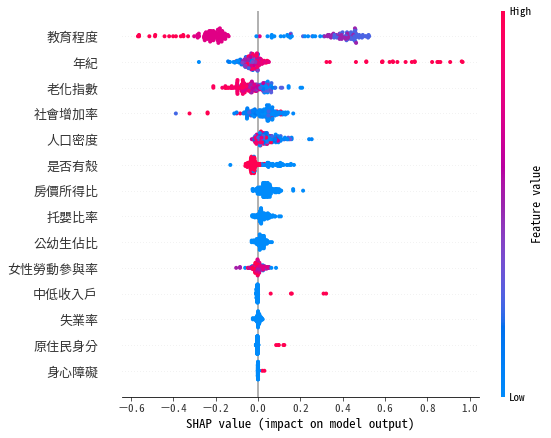 High
教育程度
年紀
老化指數
社會增加率
人口密度
是否有殼
房價所得比
托嬰比率
公幼生佔比
女性勞動參與率
中低收入戶
失業率
原住民身分
身心障礙
Feature value
Low
−0.6 −0.4 −0.2 0.0 0.2 0.4 0.6 0.8 1.0
SHAP value (impact on model output)